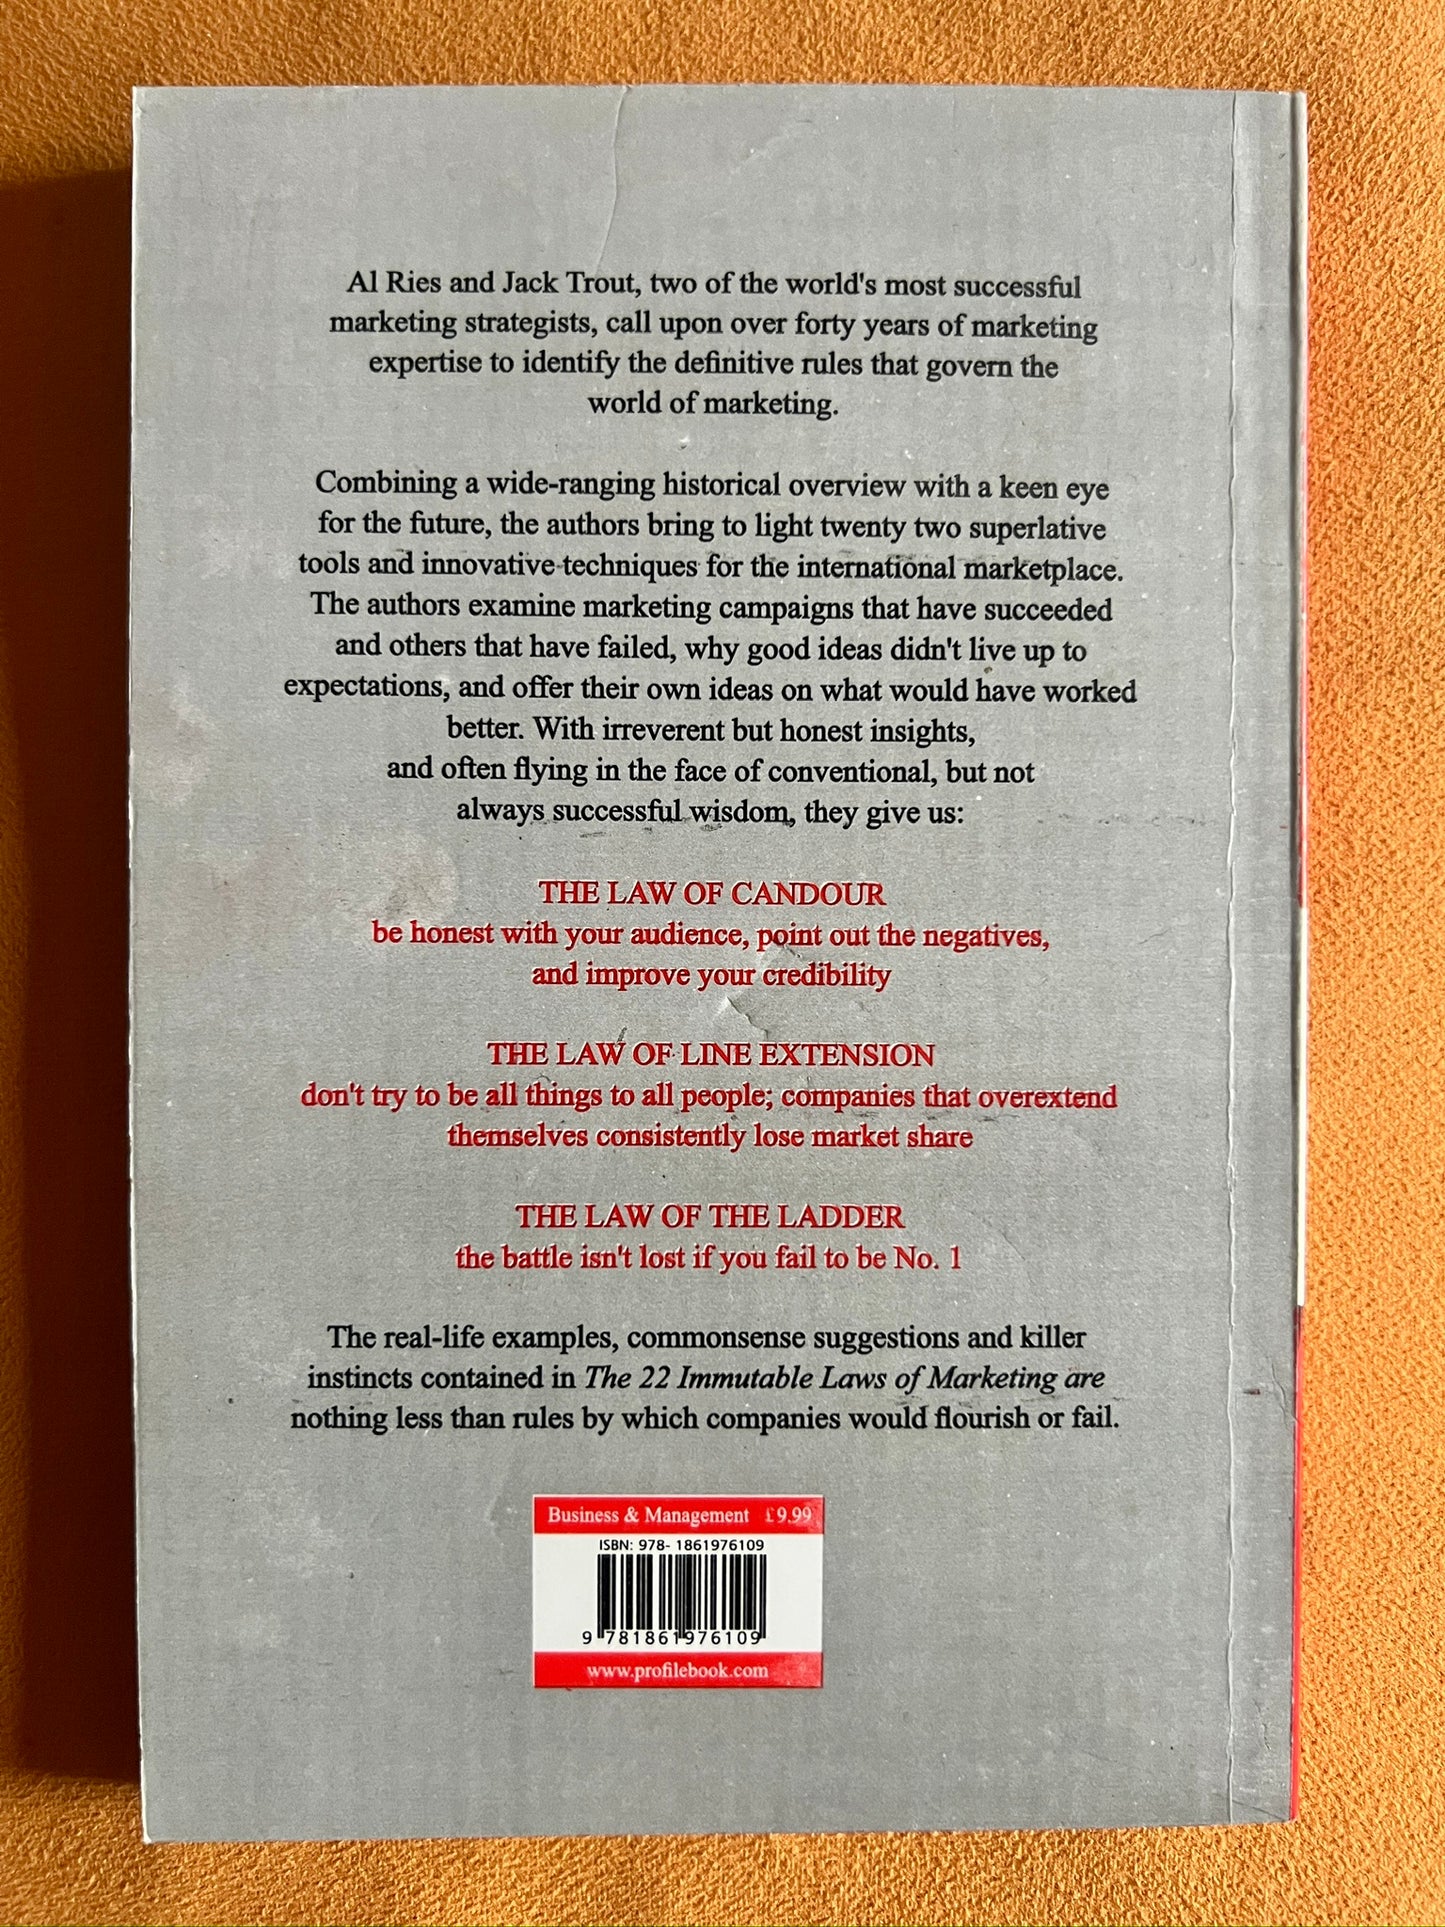 Al Ries and Jack Trout, two of the world's most successful
marketing strategists, call upon over forty years of marketing
expertise to identify the definitive rules that govern the
world of marketing.
Combining a wide-ranging historical overview with a keen eye
for the future, the authors bring to light twenty two superlative
tools and innovative techniques for the international marketplace.
The authors examine marketing campaigns that have succeeded
and others that have failed, why good ideas didn't live up to
expectations, and offer their own ideas on what would have worked
better. With irreverent but honest insights,
and often flying in the face of conventional, but not
always successful wisdom, they give us:
THE LAW OF CANDOUR
be honest with your audience, point out the negatives,
and improve your credibility
THE LAW OF LINE EXTENSION
don't try to be all things to all people; companies that overextend
themselves consistently lose market share
THE LAW OF THE LADDER
the battle isn't lost if you fail to be No. 1
The real-life examples, commonsense suggestions and killer
instincts contained in The 22 Immutable Laws of Marketing are
nothing less than rules by which companies would flourish or fail.
Business & Management £9.99
ISBN: 978- 1861976109
9 781861 976109
www.profilebook.com